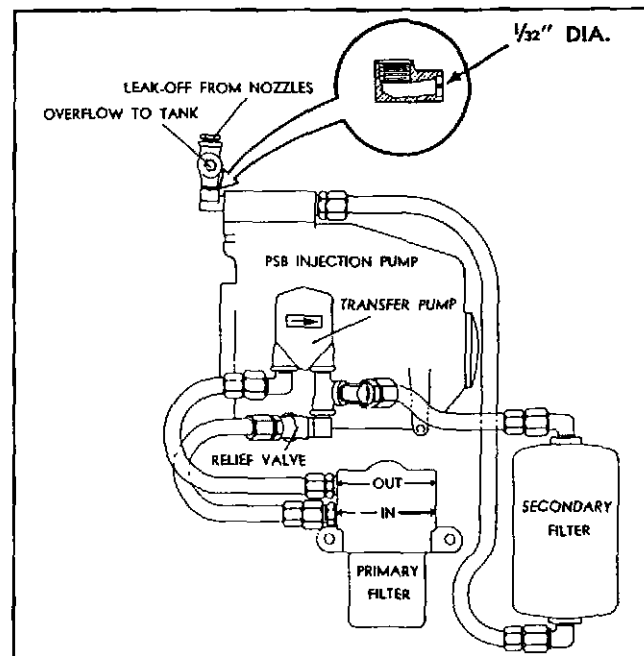 1/32" DIA.
LEAK-OFF FROM NOZZLES
OVERFLOW TO TANK
PSB INJECTION PUMP
TRANSFER PUMP
RELIEF VALVE
OUT
IN
PRIMARY
FILTER
SECONDARY
FILTER